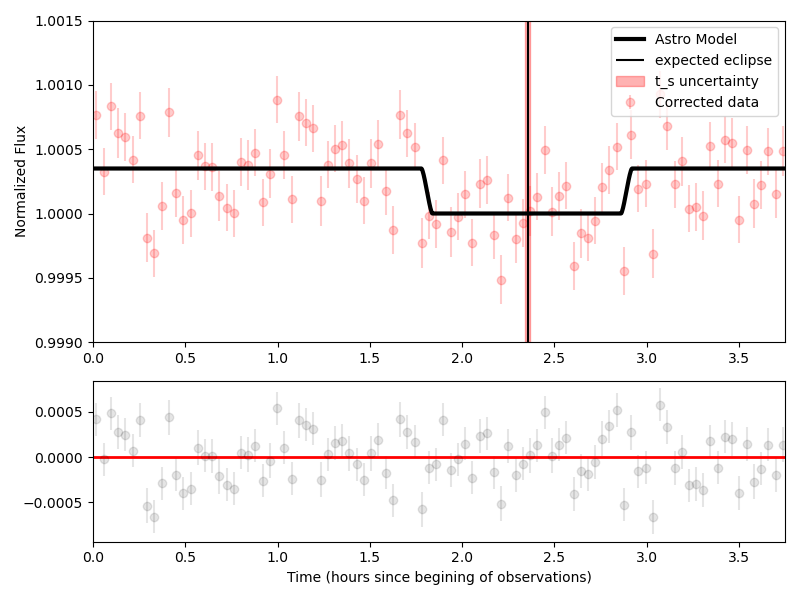 1.0015
1.0010
1.0005
1.0000
0.9995
0.9990
Normalized Flux
Astro Model
expected eclipse
t_s uncertainty
Corrected data
0.0 0.5 1.0 1.5 2.0 2.5 3.0 3.5
0.0005
0.0000
−0.0005
0.0 0.5 1.0 1.5 2.0 2.5 3.0 3.5
Time (hours since begining of observations)